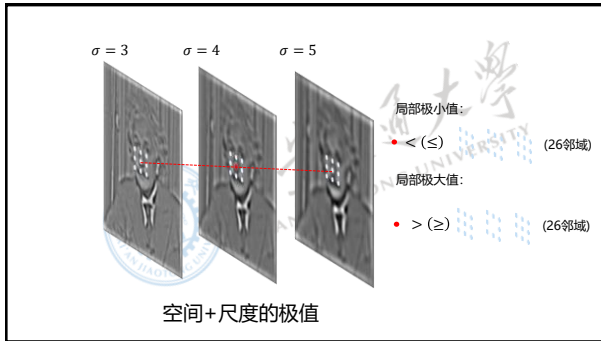 σ = 3
σ = 4
σ = 5
局部极小值:
< (≤)
(26邻域)
局部极大值:
> (≥)
(26邻域)
空间+尺度的极值